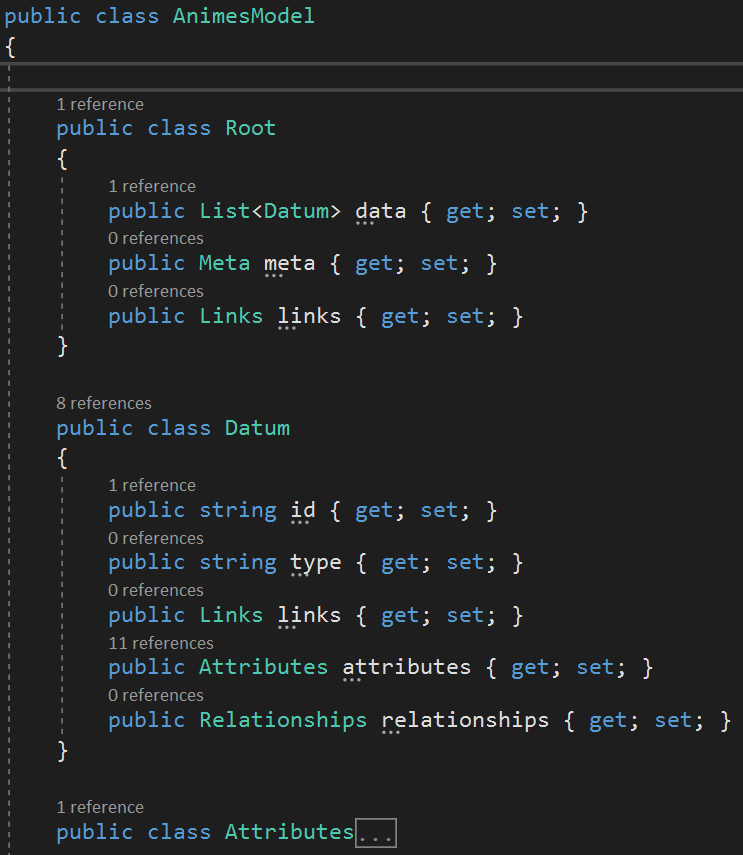 public class AnimesModel
{
1 reference
public class Root
{
1 reference
public List<Datum> data { get; set; }
0 references
public Meta meta { get; set; }
0 references
public Links links { get; set; }
}
8 references
public class Datum
{
1 reference
public string id { get; set; }
0 references
public string type { get; set; }
0 references
public Links links { get; set; }
11 references
public Attributes attributes { get; set; }
0 references
public Relationships relationships { get; set; }
}
1 reference
public class Attributes...